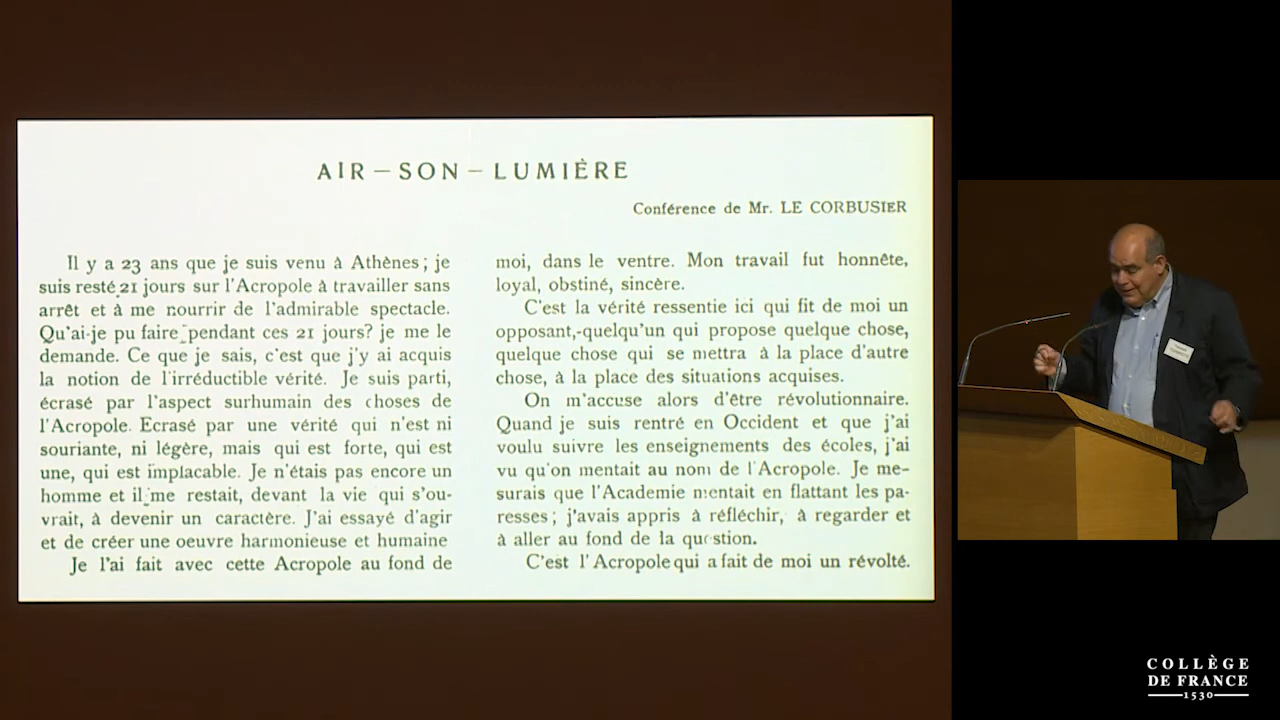 AIR — SON — LUMIÈRE
Conférence de Mr. LE CORBUSIER
Il y a 23 ans que je suis venu à Athènes ; je
suis resté 21 jours sur l'Acropole à travailler sans
arrêt et à me nourrir de l'admirable spectacle.
Qu'ai-je pu faire pendant ces 21 jours? je me le
demande. Ce que je sais, c'est que j'y ai acquis
la notion de l'irréductible vérité. Je suis parti,
écrasé par l'aspect surhumain des choses de
l'Acropole. Ecrasé par une vérité qui n'est ni
souriante, ni légère, mais qui est forte, qui est
une, qui est implacable. Je n'étais pas encore un
homme et il me restait, devant la vie qui s'ou-
vrait, à devenir un caractère. J'ai essayé d'agir
et de créer une oeuvre harmonieuse et humaine
Je l'ai fait avec cette Acropole au fond de
moi, dans le ventre. Mon travail fut honnête,
loyal, obstiné, sincère.
C'est la vérité ressentie ici qui fit de moi un
opposant,-quelqu'un qui propose quelque chose,
quelque chose qui se mettra à la place d'autre
chose, à la place des situations acquises.
On m'accuse alors d'être révolutionnaire.
Quand je suis rentré en Occident et que j'ai
voulu suivre les enseignements des écoles, j'ai
vu qu'on mentait au nom de l'Acropole. Je me-
surais que l'Academie mentait en flattant les pa-
resses ; j'avais appris à réfléchir, à regarder et
à aller au fond de la question.
C'est l'Acropole qui a fait de moi un révolté.
COLLÈGE
DE FRANCE
1530